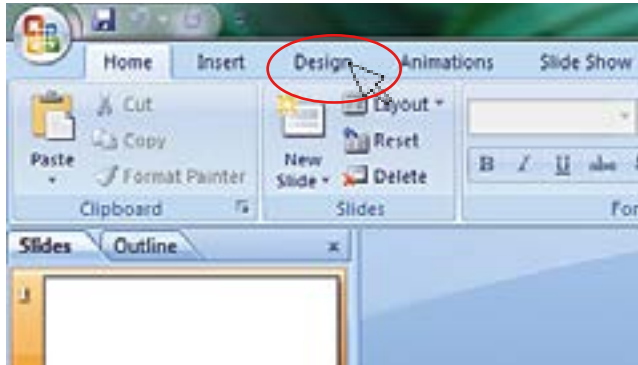 Home Insert Design Animations Slide Show
Cut
Copy
Format Painter
Paste
Clipboard
New
Slide
Layout
Reset
Delete
Slides
B I U abc
Slides Outline